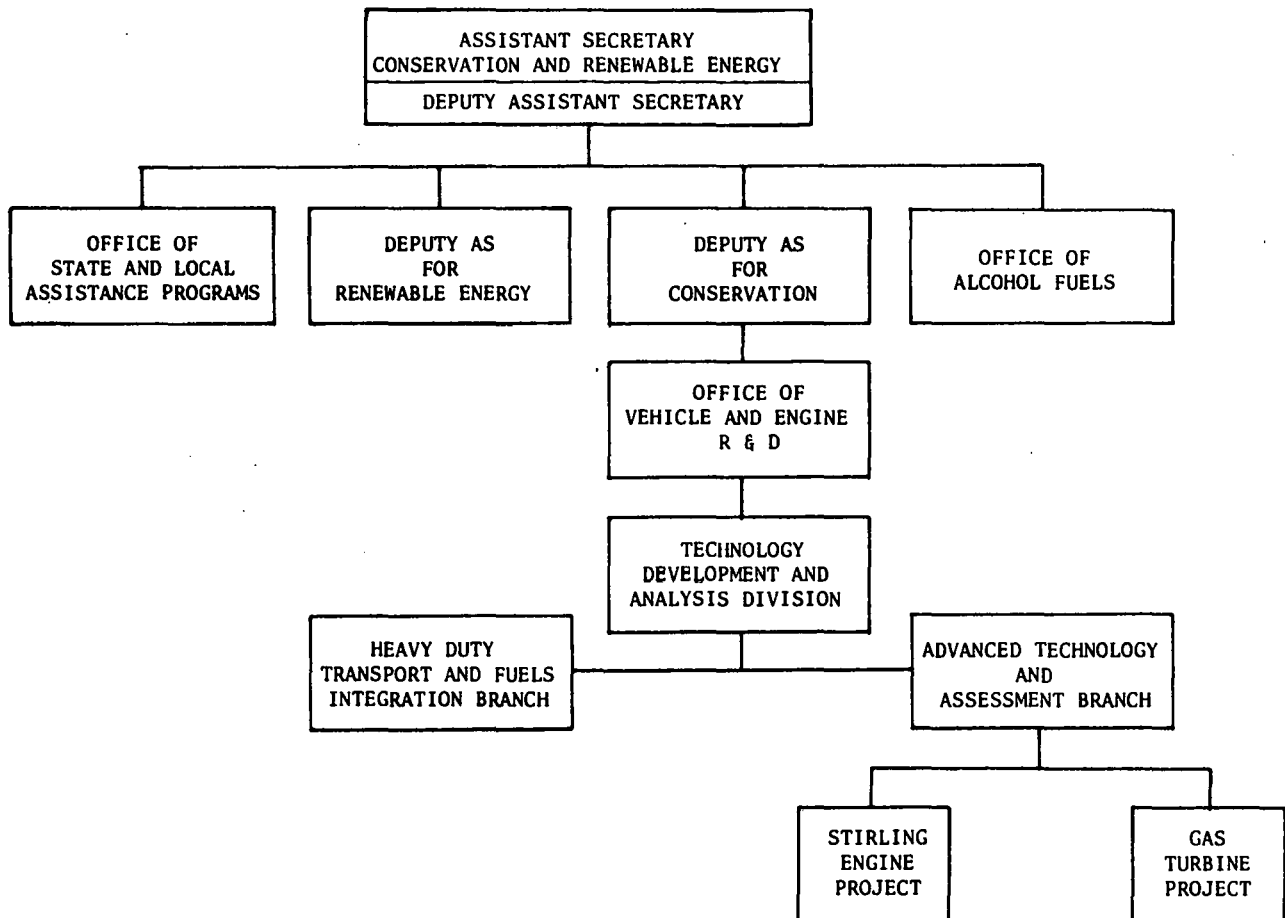 ASSISTANT SECRETARY
CONSERVATION AND RENEWABLE ENERGY
DEPUTY ASSISTANT SECRETARY
OFFICE OF
STATE AND LOCAL
ASSISTANCE PROGRAMS
DEPUTY AS
FOR
RENEWABLE ENERGY
DEPUTY AS
FOR
CONSERVATION
OFFICE OF
ALCOHOL FUELS
OFFICE OF
VEHICLE AND ENGINE
R & D
TECHNOLOGY
DEVELOPMENT AND
ANALYSIS DIVISION
HEAVY DUTY
TRANSPORT AND FUELS
INTEGRATION BRANCH
ADVANCED TECHNOLOGY
AND
ASSESSMENT BRANCH
STIRLING
ENGINE
PROJECT
GAS
TURBINE
PROJECT